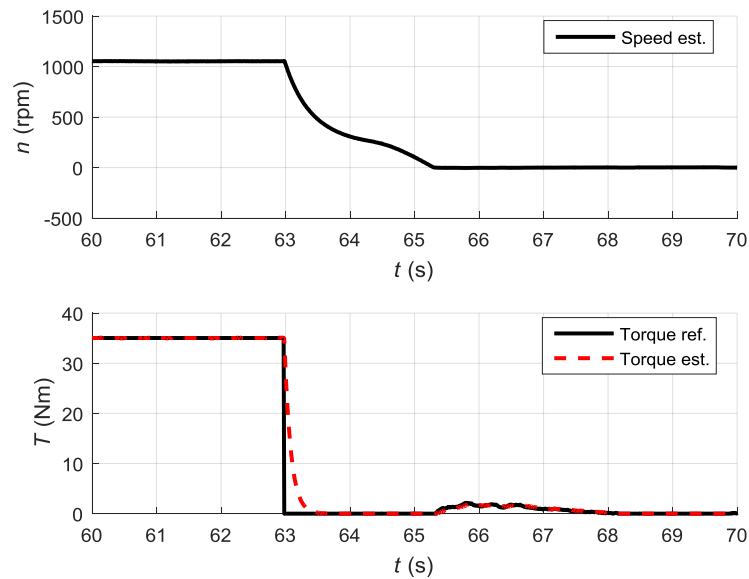 1500
Speed est.
1000
n (rpm)
500
0
-500
60 61 62 63 64 65 66 67 68 69 70
t (s)
40
Torque ref.
Torque est.
30
T (Nm)
20
10
0
60 61 62 63 64 65 66 67 68 69 70
t (s)